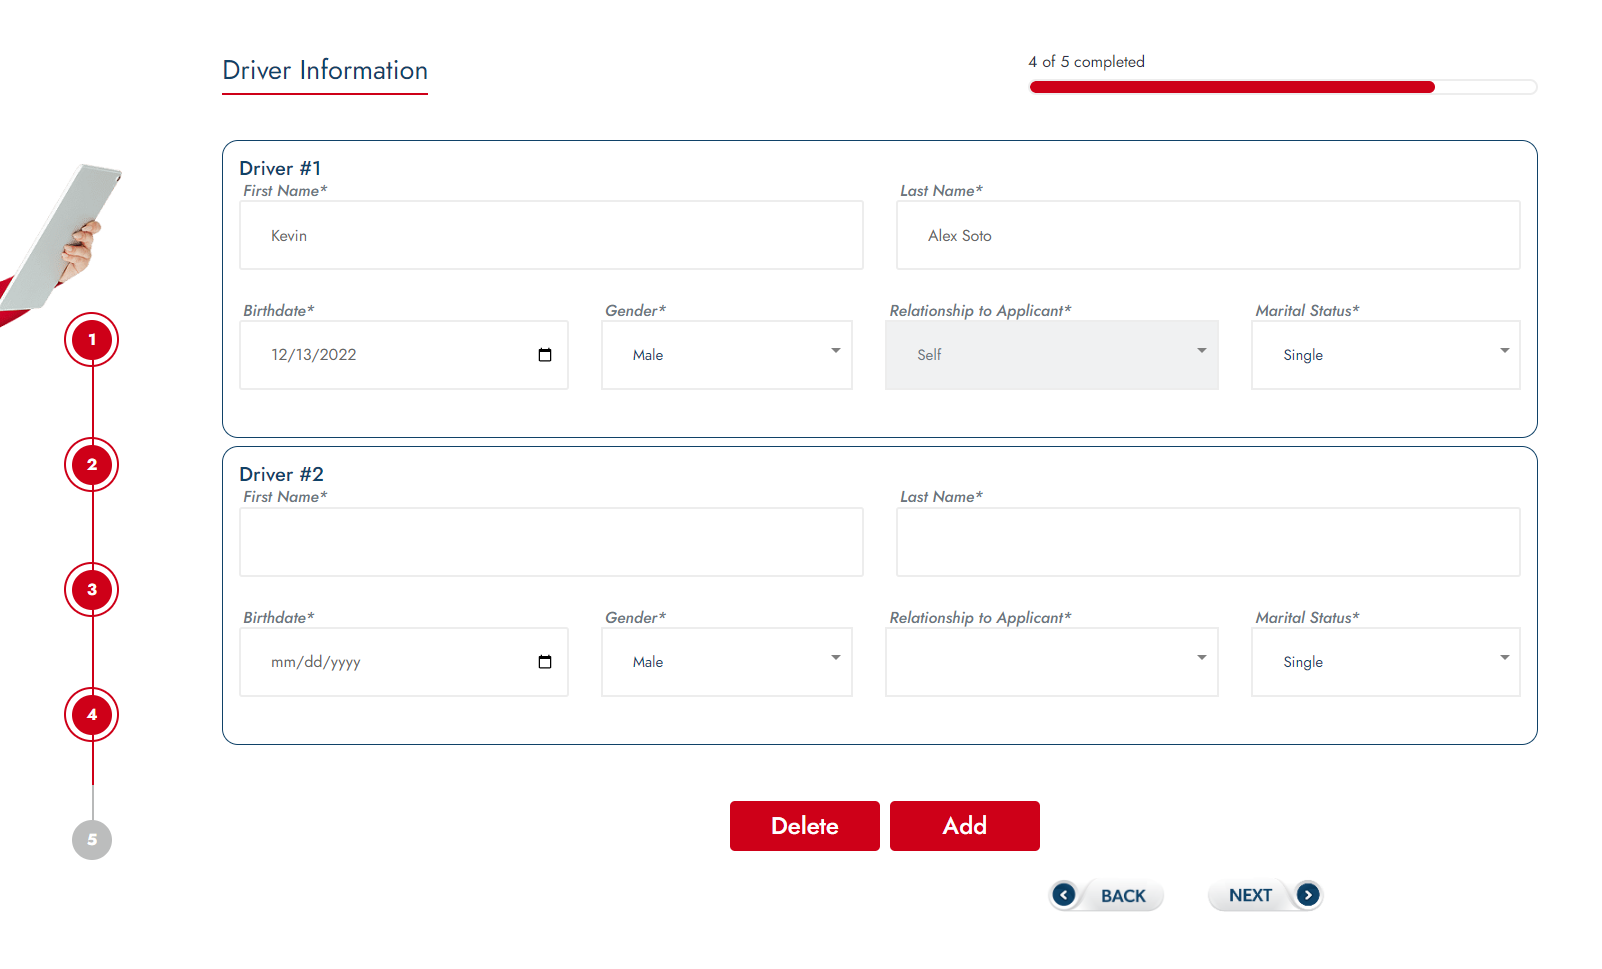 Driver Information
4 of 5 completed
Driver #1
First Name*
Last Name*
Kevin
Alex Soto
Birthdate*
Gender*
Relationship to Applicant*
Marital Status*
12/13/2022
Male
Self
Single
1
2
3
4
5
Driver #2
First Name*
Last Name*
Birthdate*
Gender*
Relationship to Applicant*
Marital Status*
mm/dd/yyyy
Male
Single
Delete
Add
BACK
NEXT